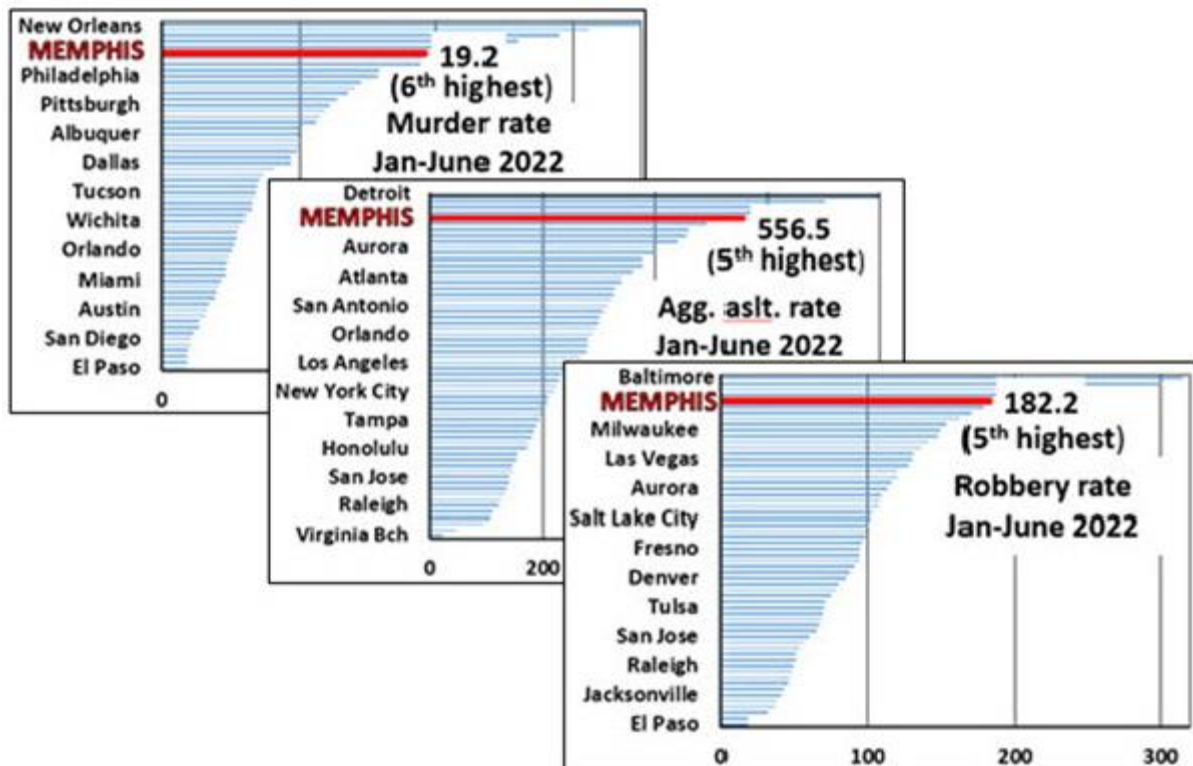 New Orleans
MEMPHIS
Philadelphia
Pittsburgh
Albuquer
Dallas
Tucson
Wichita
Orlando
Miami
Austin
San Diego
El Paso
0
19.2
(6th highest)
Murder rate
Jan-June 2022
Detroit
MEMPHIS
Aurora
Atlanta
San Antonio
Orlando
Los Angeles
New York City
Tampa
Honolulu
San Jose
Raleigh
Virginia Bch
0 200
556.5
(5th highest)
Agg. aslt. rate
Jan-June 2022
Baltimore
MEMPHIS
Milwaukee
Las Vegas
Aurora
Salt Lake City
Fresno
Denver
Tulsa
San Jose
Raleigh
Jacksonville
El Paso
0 100 200 300
182.2
(5th highest)
Robbery rate
Jan-June 2022